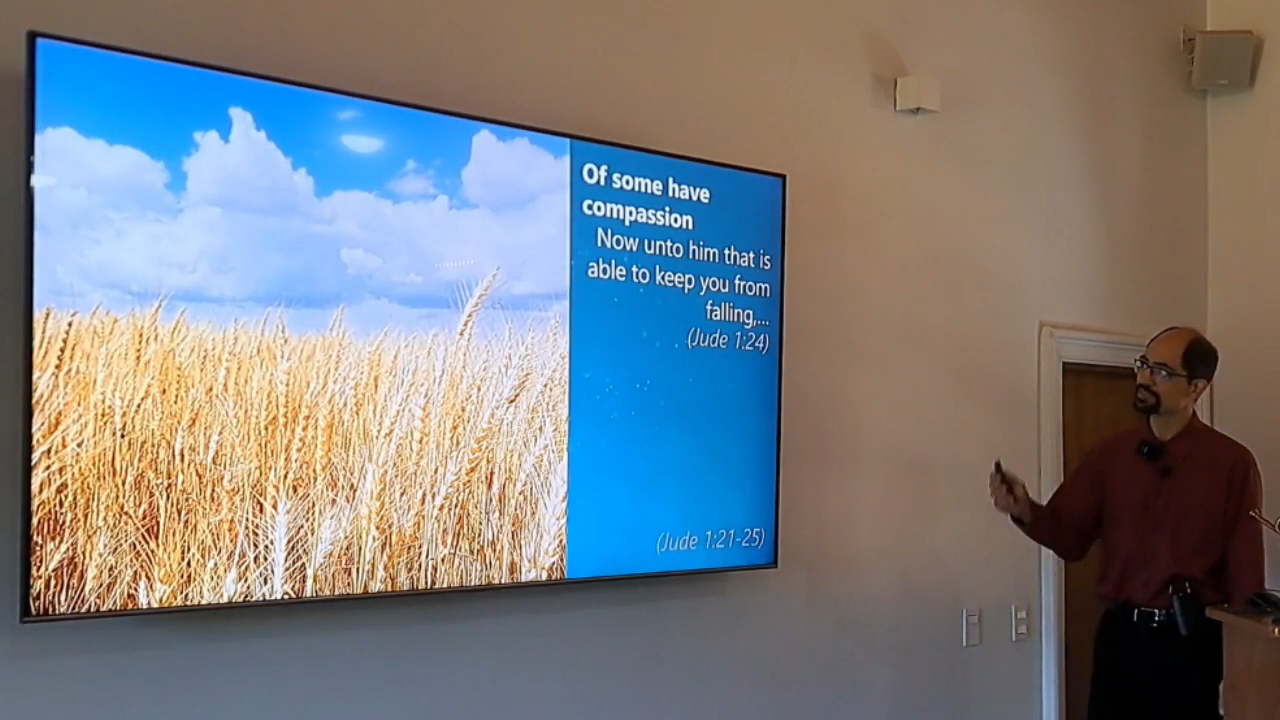 Of some have
compassion
Now unto him that is
able to keep you from
falling,...
(Jude 1:24)
(Jude 1:21-25)